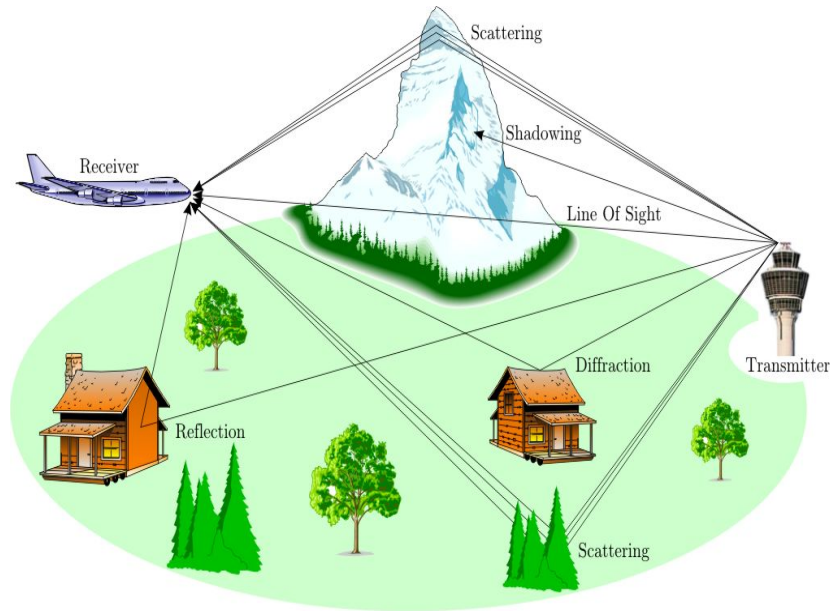 Scattering
Shadowing
Receiver
Line Of Sight
Transmitter
Diffraction
Reflection
Scattering